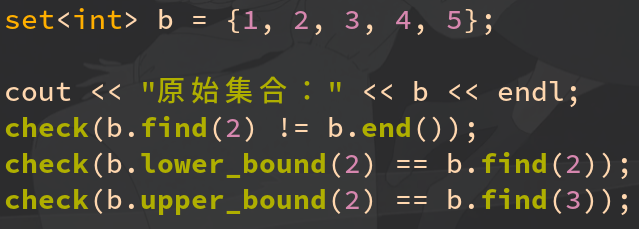 set<int> b = {1, 2, 3, 4, 5};
cout << "原始集合：" << b << endl;
check(b.find(2) != b.end());
check(b.lower_bound(2) == b.find(2));
check(b.upper_bound(2) == b.find(3));